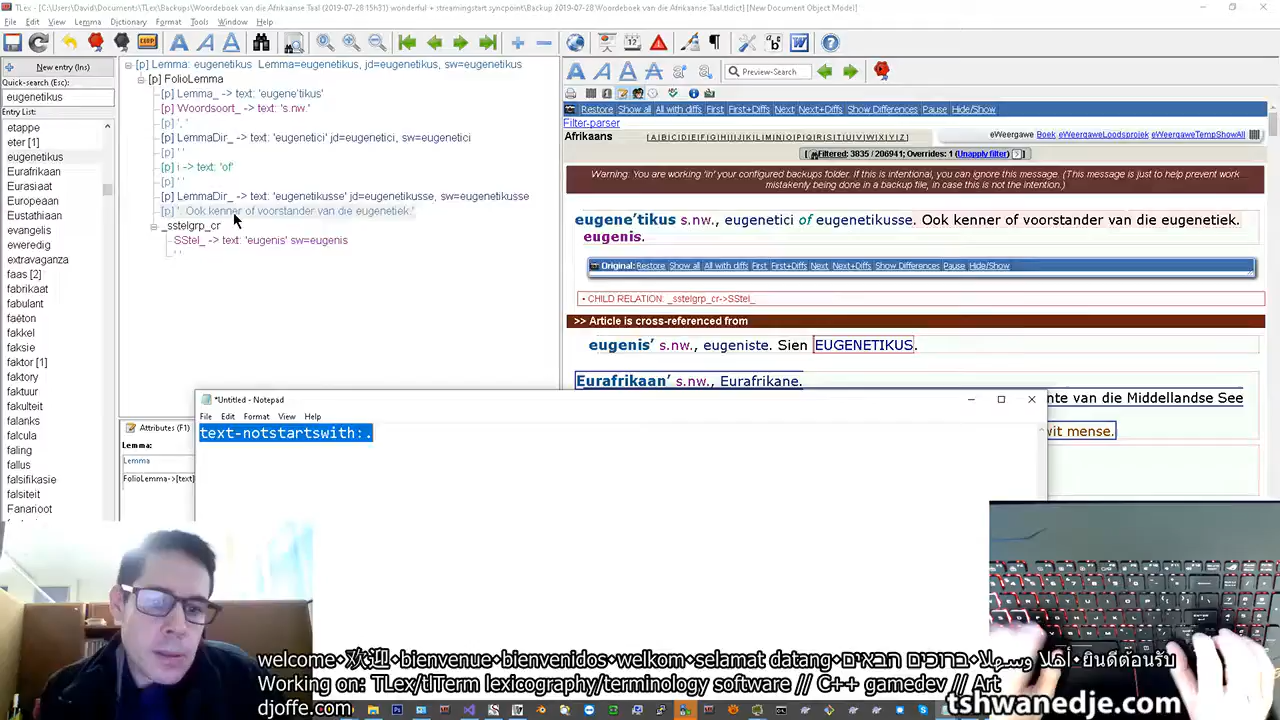 TLex - [C:\Users\David\Documents\TLex\Backups\Woordeboek van die Afrikaanse Taal (2019-07-28 15h31) wonderful + streamingstart syncpoint\Backup 2019-07-28 Woordeboek van die Afrikaanse Taal.tldict] [New Document Object Model]
File Edit View Lemma Dictionary Format Tools Window Help
New entry (Ins)
Quick-search (Esc):
eugenetikus
Entry List:
etappe
eter [1]
eugenetikus
Eurafrikaan
Eurasiaat
Europeaan
Eustathiaan
evangelis
eweredig
ekstravaganza
faas [2]
fabrikaat
fabulant
faëton
fakkel
faksie
faktor [1]
faktory
faktuur
fakulteit
falanks
falcula
faling
fallus
falsifikasie
falsiteit
Fanarioot
[p] Lemma: eugenetikus Lemma=eugenetikus, jd=eugenetikus, sw=eugenetikus
[p] FolioLemma
[p] Lemma_ -> text: 'euge'tikus'
[p] Woordsoort_ -> text: 's.nw.'
[p] ', '
[p] LemmaDir_ -> text: 'eugenetici' jd=eugenetici, sw=eugenetici
[p] ' '
[p] i -> text: 'of'
[p] ' '
[p] LemmaDir_ -> text: 'eugenetikusse' jd=eugenetikusse, sw=eugenetikusse
[p] '. Ook kenner of voorstander van die eugenetiek.'
_sstelgrp_cr
SStel_ -> text: 'eugenis' sw=eugenis
' '
Attributes (F1)
Lemma:
Lemma
FolioLemma->[text]
Preview-Search
Restore Show all All with diffs First First+Diffs Next Next+Diffs Show Differences Pause Hide/Show
Filter-parser
Afrikaans
[A|B|C|D|E|F|G|H|I|J|K|L|M|N|O|P|Q|R|S|T|U|V|W|X|Y|Z]
eWeergawe Boek eWeergaweLoodsprojek eWeergaweTempShowAll
Filtered: 3835 / 206941; Overrides: 1 (Unapply filter)
Warning: You are working 'in' your configured backups folder. If this is intentional, you can ignore this message. (This message is just to help prevent work mistakenly being done in a backup file, in case this is not the intention.)
eugene'tikus s.nw., eugenetici of eugenetikusse. Ook kenner of voorstander van die eugenetiek.
eugenis.
Original: Restore Show all All with diffs First First+Diffs Next Next+Diffs Show Differences Pause Hide/Show
• CHILD RELATION: _sstelgrp_cr->SStel_
>> Article is cross-referenced from
eugenis' s.nw., eugeniste. Sien EUGENETIKUS.
Eurafrikaan' s.nw., Eurafrikane.
nte van die Middellandse See
wit mense.
*Untitled - Notepad
File Edit Format View Help
text-notstartswith:.
welcome•欢迎•bienvenue•bienvenidos•welkom•selamat datang•ברוכים הבאים•أهلا وسهلا•ยินดีต้อนรับ
Working on: TLex/tlTerm lexicography/terminology software // C++ gamedev // Art
djoffe.com
tshwanedje.com